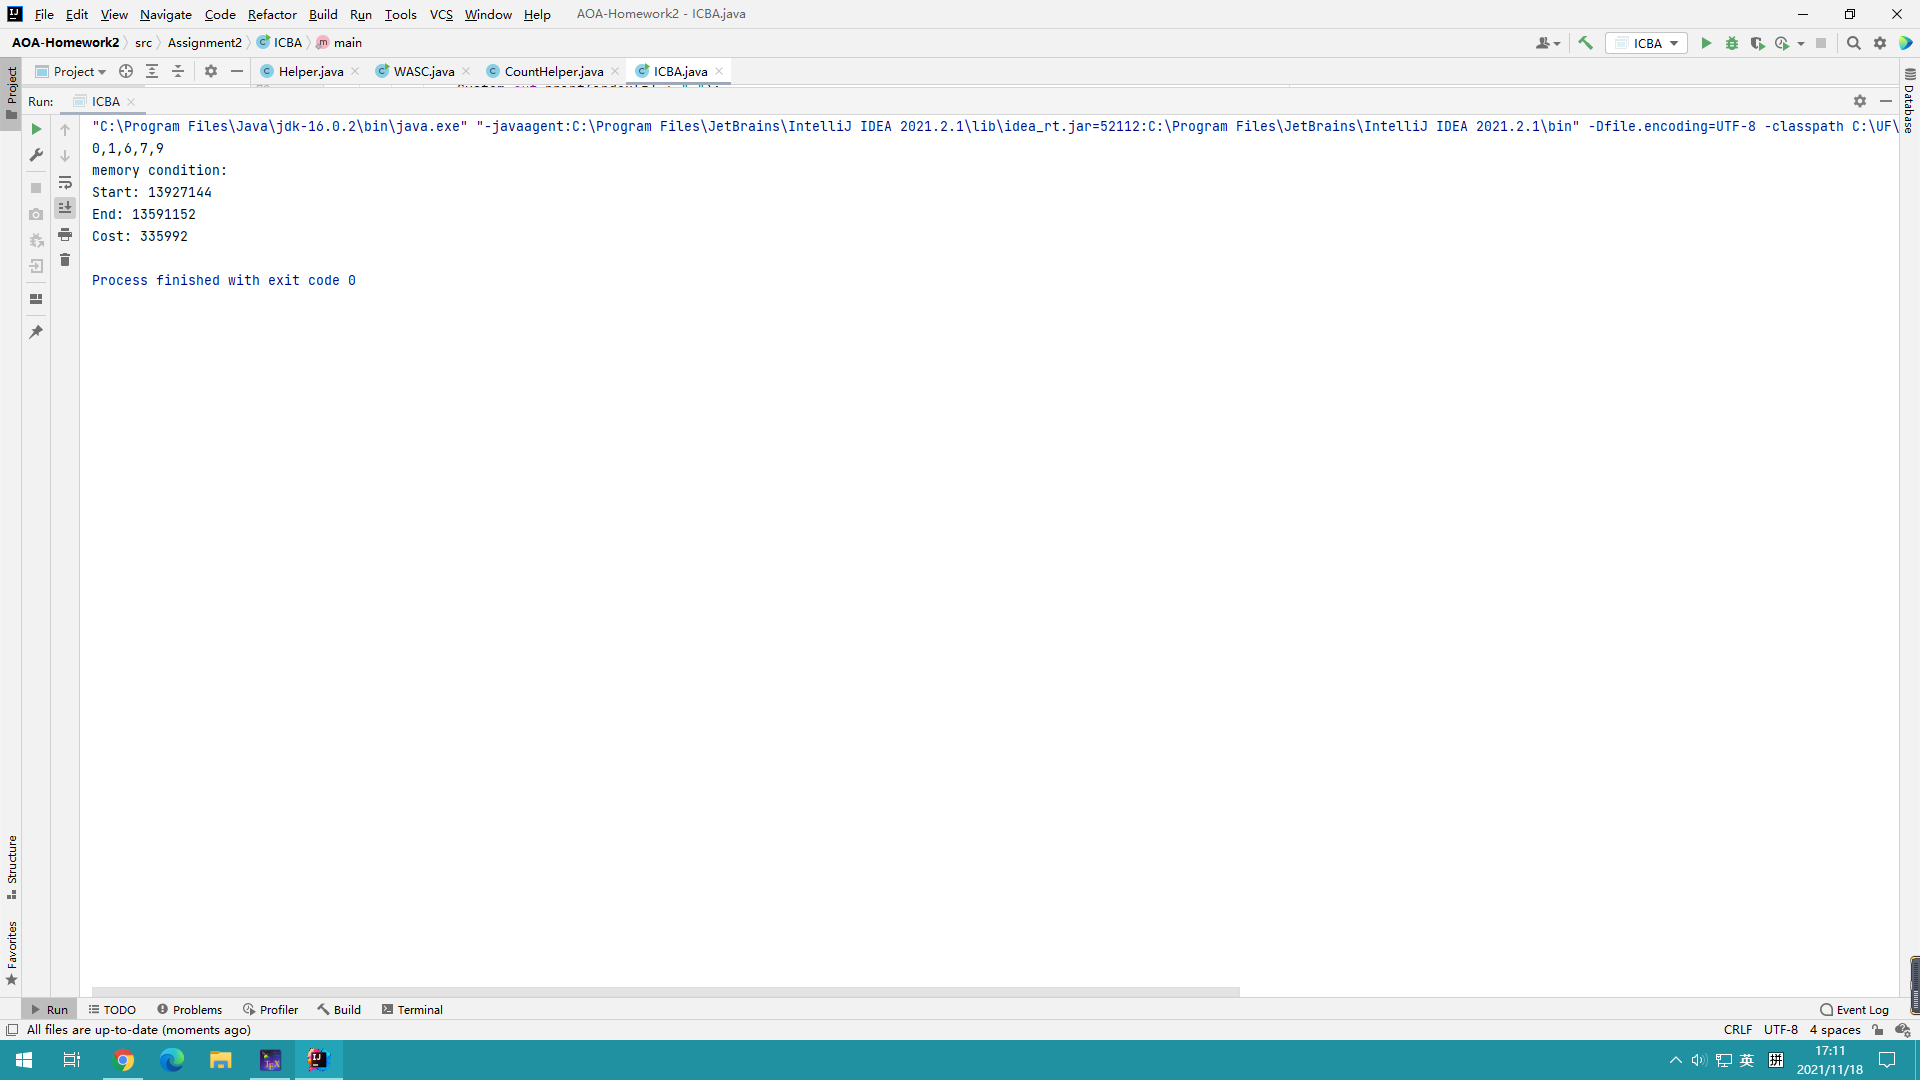 File Edit View Navigate Code Refactor Build Run Tools VCS Window Help AOA-Homework2 - ICBA.java
AOA-Homework2 src Assignment2 ICBA main ICBA
Project Helper.java WASC.java CountHelper.java ICBA.java
Run: ICBA
"C:\Program Files\Java\jdk-16.0.2\bin\java.exe" "-javaagent:C:\Program Files\JetBrains\IntelliJ IDEA 2021.2.1\lib\idea_rt.jar=52112:C:\Program Files\JetBrains\IntelliJ IDEA 2021.2.1\bin" -Dfile.encoding=UTF-8 -classpath C:\UF\
0,1,6,7,9
memory condition:
Start: 13927144
End: 13591152
Cost: 335992
Process finished with exit code 0
Project
Structure
Favorites
Database
Run TODO Problems Profiler Build Terminal Event Log
All files are up-to-date (moments ago) CRLF UTF-8 4 spaces
英 拼 17:11
2021/11/18